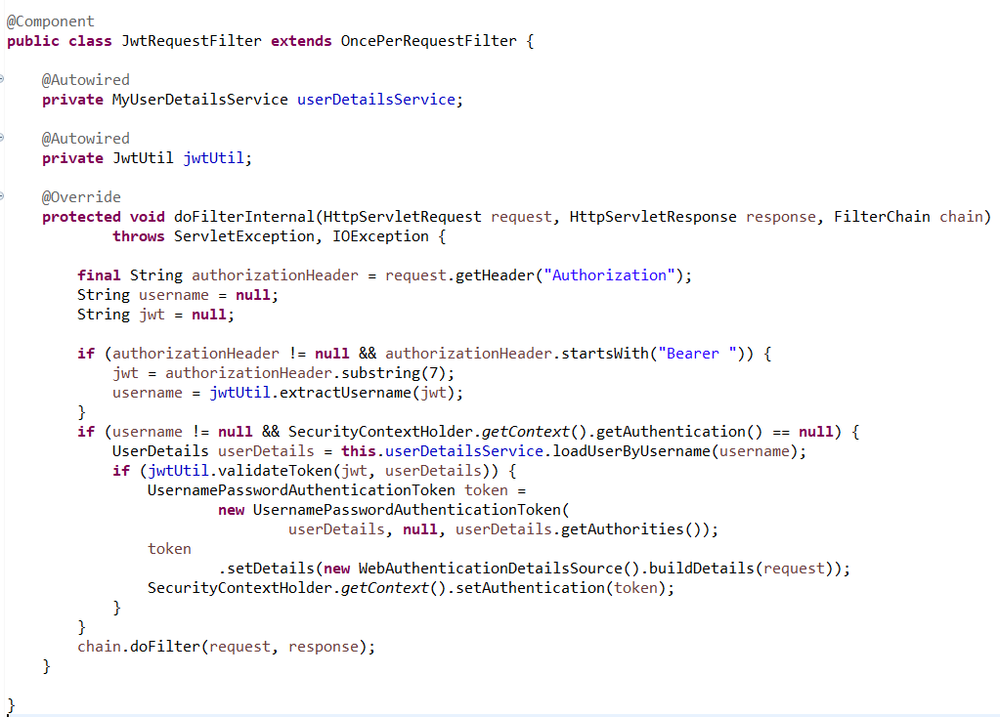 @Component
public class JwtRequestFilter extends OncePerRequestFilter {
@Autowired
private MyUserDetailsService userDetailsService;
@Autowired
private JwtUtil jwtUtil;
@Override
protected void doFilterInternal(HttpServletRequest request, HttpServletResponse response, FilterChain chain)
throws ServletException, IOException {
final String authorizationHeader = request.getHeader("Authorization");
String username = null;
String jwt = null;
if (authorizationHeader != null && authorizationHeader.startsWith("Bearer ")) {
jwt = authorizationHeader.substring(7);
username = jwtUtil.extractUsername(jwt);
}
if (username != null && SecurityContextHolder.getContext().getAuthentication() == null) {
UserDetails userDetails = this.userDetailsService.loadUserByUsername(username);
if (jwtUtil.validateToken(jwt, userDetails)) {
UsernamePasswordAuthenticationToken token =
new UsernamePasswordAuthenticationToken(
userDetails, null, userDetails.getAuthorities());
token
.setDetails(new WebAuthenticationDetailsSource().buildDetails(request));
SecurityContextHolder.getContext().setAuthentication(token);
}
}
chain.doFilter(request, response);
}
}